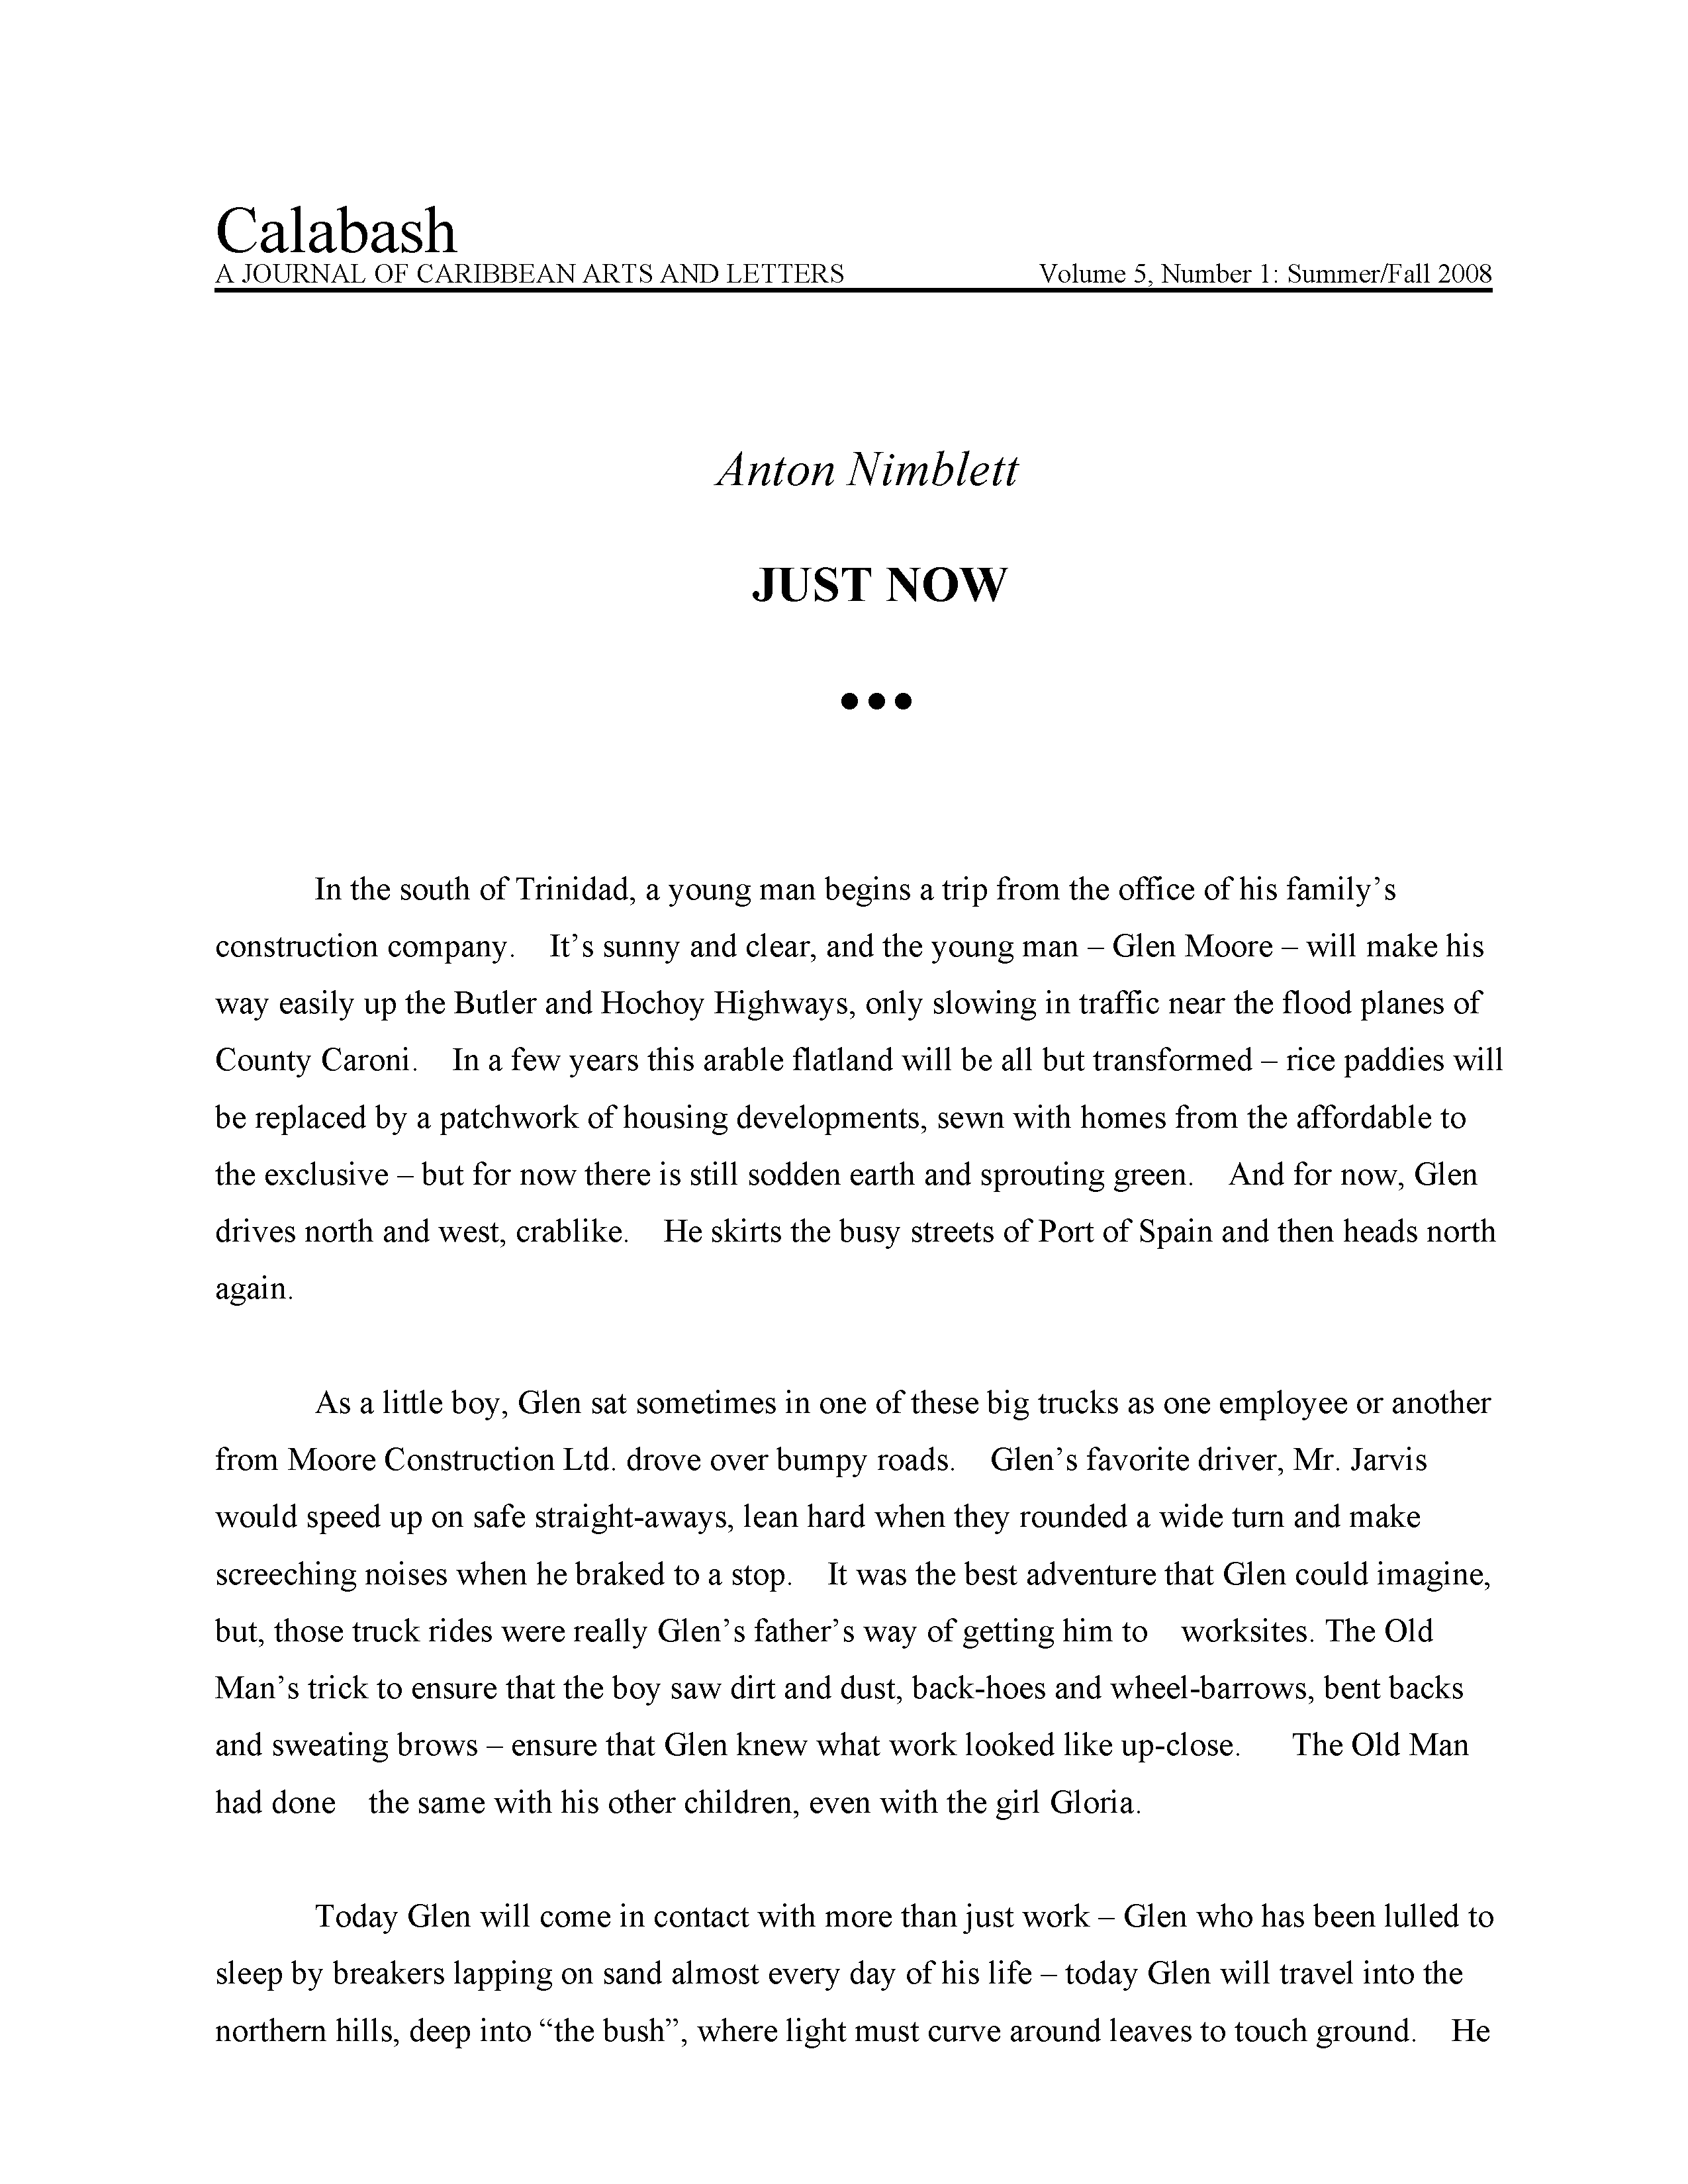 Calabash
A JOURNAL OF CARIBBEAN ARTS AND LETTERS Volume 5, Number 1: Summer/Fall 2008
Anton Nimblett
JUST NOW
●●●
In the south of Trinidad, a young man begins a trip from the office of his family’s
construction company. It’s sunny and clear, and the young man – Glen Moore – will make his
way easily up the Butler and Hochoy Highways, only slowing in traffic near the flood planes of
County Caroni. In a few years this arable flatland will be all but transformed – rice paddies will
be replaced by a patchwork of housing developments, sewn with homes from the affordable to
the exclusive – but for now there is still sodden earth and sprouting green. And for now, Glen
drives north and west, crablike. He skirts the busy streets of Port of Spain and then heads north
again.
As a little boy, Glen sat sometimes in one of these big trucks as one employee or another
from Moore Construction Ltd. drove over bumpy roads. Glen’s favorite driver, Mr. Jarvis
would speed up on safe straight-aways, lean hard when they rounded a wide turn and make
screeching noises when he braked to a stop. It was the best adventure that Glen could imagine,
but, those truck rides were really Glen’s father’s way of getting him to worksites. The Old
Man’s trick to ensure that the boy saw dirt and dust, back-hoes and wheel-barrows, bent backs
and sweating brows – ensure that Glen knew what work looked like up-close. The Old Man
had done the same with his other children, even with the girl Gloria.
Today Glen will come in contact with more than just work – Glen who has been lulled to
sleep by breakers lapping on sand almost every day of his life – today Glen will travel into the
northern hills, deep into “the bush”, where light must curve around leaves to touch ground. He